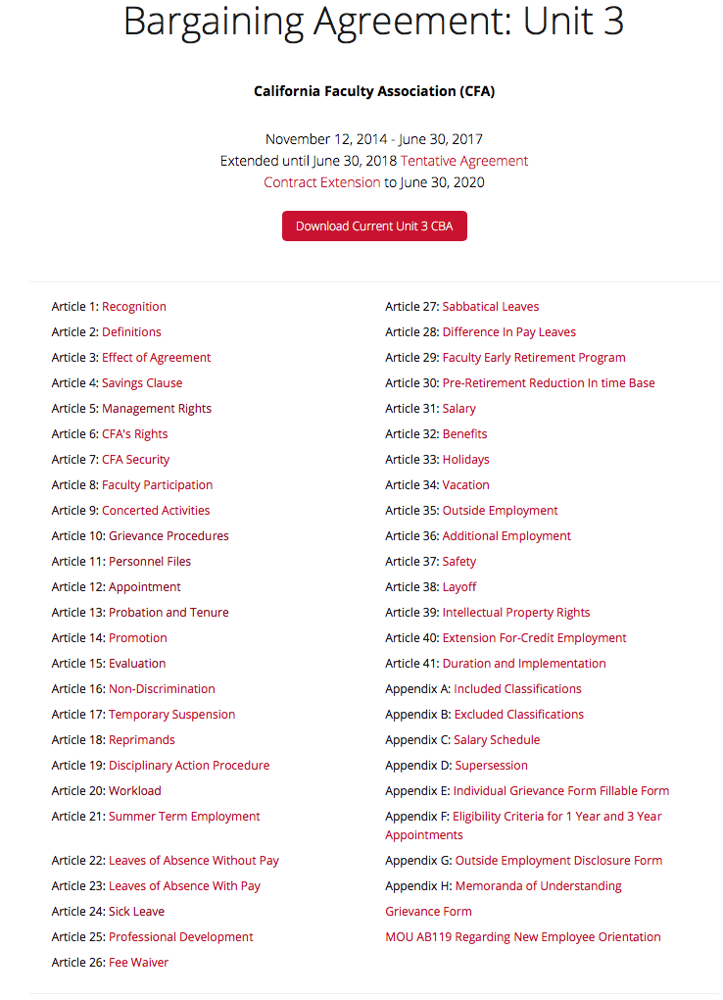 Bargaining Agreement: Unit 3
California Faculty Association (CFA)
November 12, 2014 - June 30, 2017
Extended until June 30, 2018 Tentative Agreement
Contract Extension to June 30, 2020
Download Current Unit 3 CBA
Article 1: Recognition
Article 2: Definitions
Article 3: Effect of Agreement
Article 4: Savings Clause
Article 5: Management Rights
Article 6: CFA's Rights
Article 7: CFA Security
Article 8: Faculty Participation
Article 9: Concerted Activities
Article 10: Grievance Procedures
Article 11: Personnel Files
Article 12: Appointment
Article 13: Probation and Tenure
Article 14: Promotion
Article 15: Evaluation
Article 16: Non-Discrimination
Article 17: Temporary Suspension
Article 18: Reprimands
Article 19: Disciplinary Action Procedure
Article 20: Workload
Article 21: Summer Term Employment
Article 22: Leaves of Absence Without Pay
Article 23: Leaves of Absence With Pay
Article 24: Sick Leave
Article 25: Professional Development
Article 26: Fee Waiver
Article 27: Sabbatical Leaves
Article 28: Difference In Pay Leaves
Article 29: Faculty Early Retirement Program
Article 30: Pre-Retirement Reduction In time Base
Article 31: Salary
Article 32: Benefits
Article 33: Holidays
Article 34: Vacation
Article 35: Outside Employment
Article 36: Additional Employment
Article 37: Safety
Article 38: Layoff
Article 39: Intellectual Property Rights
Article 40: Extension For-Credit Employment
Article 41: Duration and Implementation
Appendix A: Included Classifications
Appendix B: Excluded Classifications
Appendix C: Salary Schedule
Appendix D: Supersession
Appendix E: Individual Grievance Form Fillable Form
Appendix F: Eligibility Criteria for 1 Year and 3 Year
Appointments
Appendix G: Outside Employment Disclosure Form
Appendix H: Memoranda of Understanding
Grievance Form
MOU AB119 Regarding New Employee Orientation